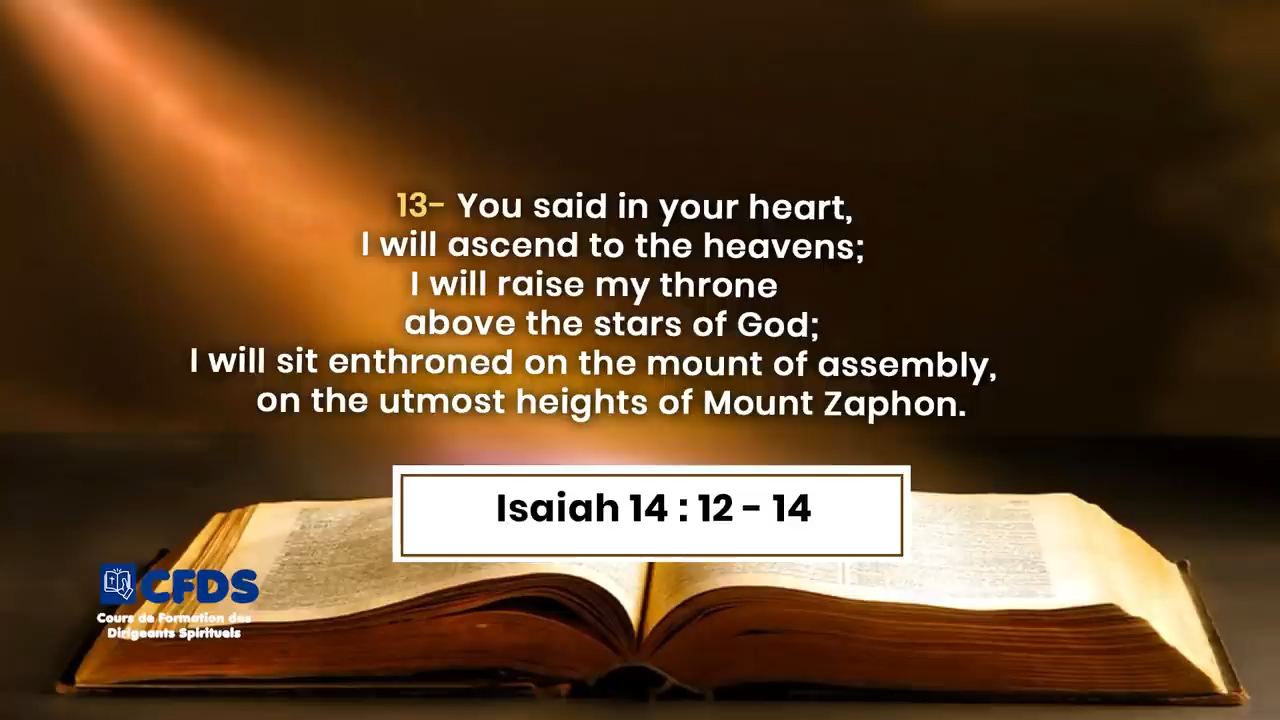 13- You said in your heart,
I will ascend to the heavens;
I will raise my throne
above the stars of God;
I will sit enthroned on the mount of assembly,
on the utmost heights of Mount Zaphon.
Isaiah 14 : 12 - 14
CFDS
Cours de Formation des
Dirigeants Spirituels